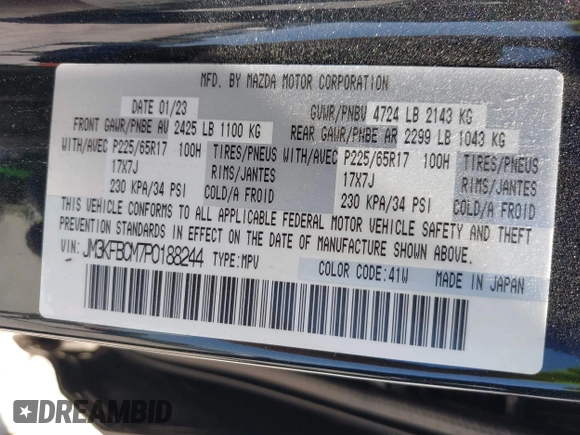 MFD. BY MAZDA MOTOR CORPORATION
DATE 01/23 GVWR/PNBV 4724 LB 2143 KG
FRONT GAWR/PNBE AV 2425 LB 1100 KG REAR GAWR/PNBE AR 2299 LB 1043 KG
WITH/AVEC P225/65R17 100H TIRES/PNEUS WITH/AVEC P225/65R17 100H TIRES/PNEUS
17X7J RIMS/JANTES 17X7J RIMS/JANTES
230 KPA/34 PSI COLD/A FROID 230 KPA/34 PSI COLD/A FROID
THIS VEHICLE CONFORMS TO ALL APPLICABLE FEDERAL MOTOR VEHICLE SAFETY AND THEFT
PREVENTION STANDARDS IN EFFECT ON THE DATE OF MANUFACTURE SHOWN ABOVE.
VIN: JM3KFBCM7P0188244 TYPE:MPV COLOR CODE:41W MADE IN JAPAN
DREAMBID